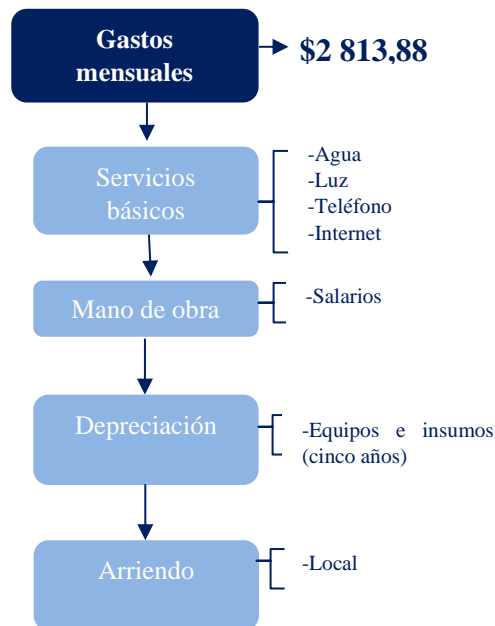 Gastos
mensuales
$2 813,88
Servicios
básicos
-Agua
-Luz
-Teléfono
-Internet
Mano de obra
-Salarios
Depreciación
-Equipos e insumos
(cinco años)
Arriendo
-Local